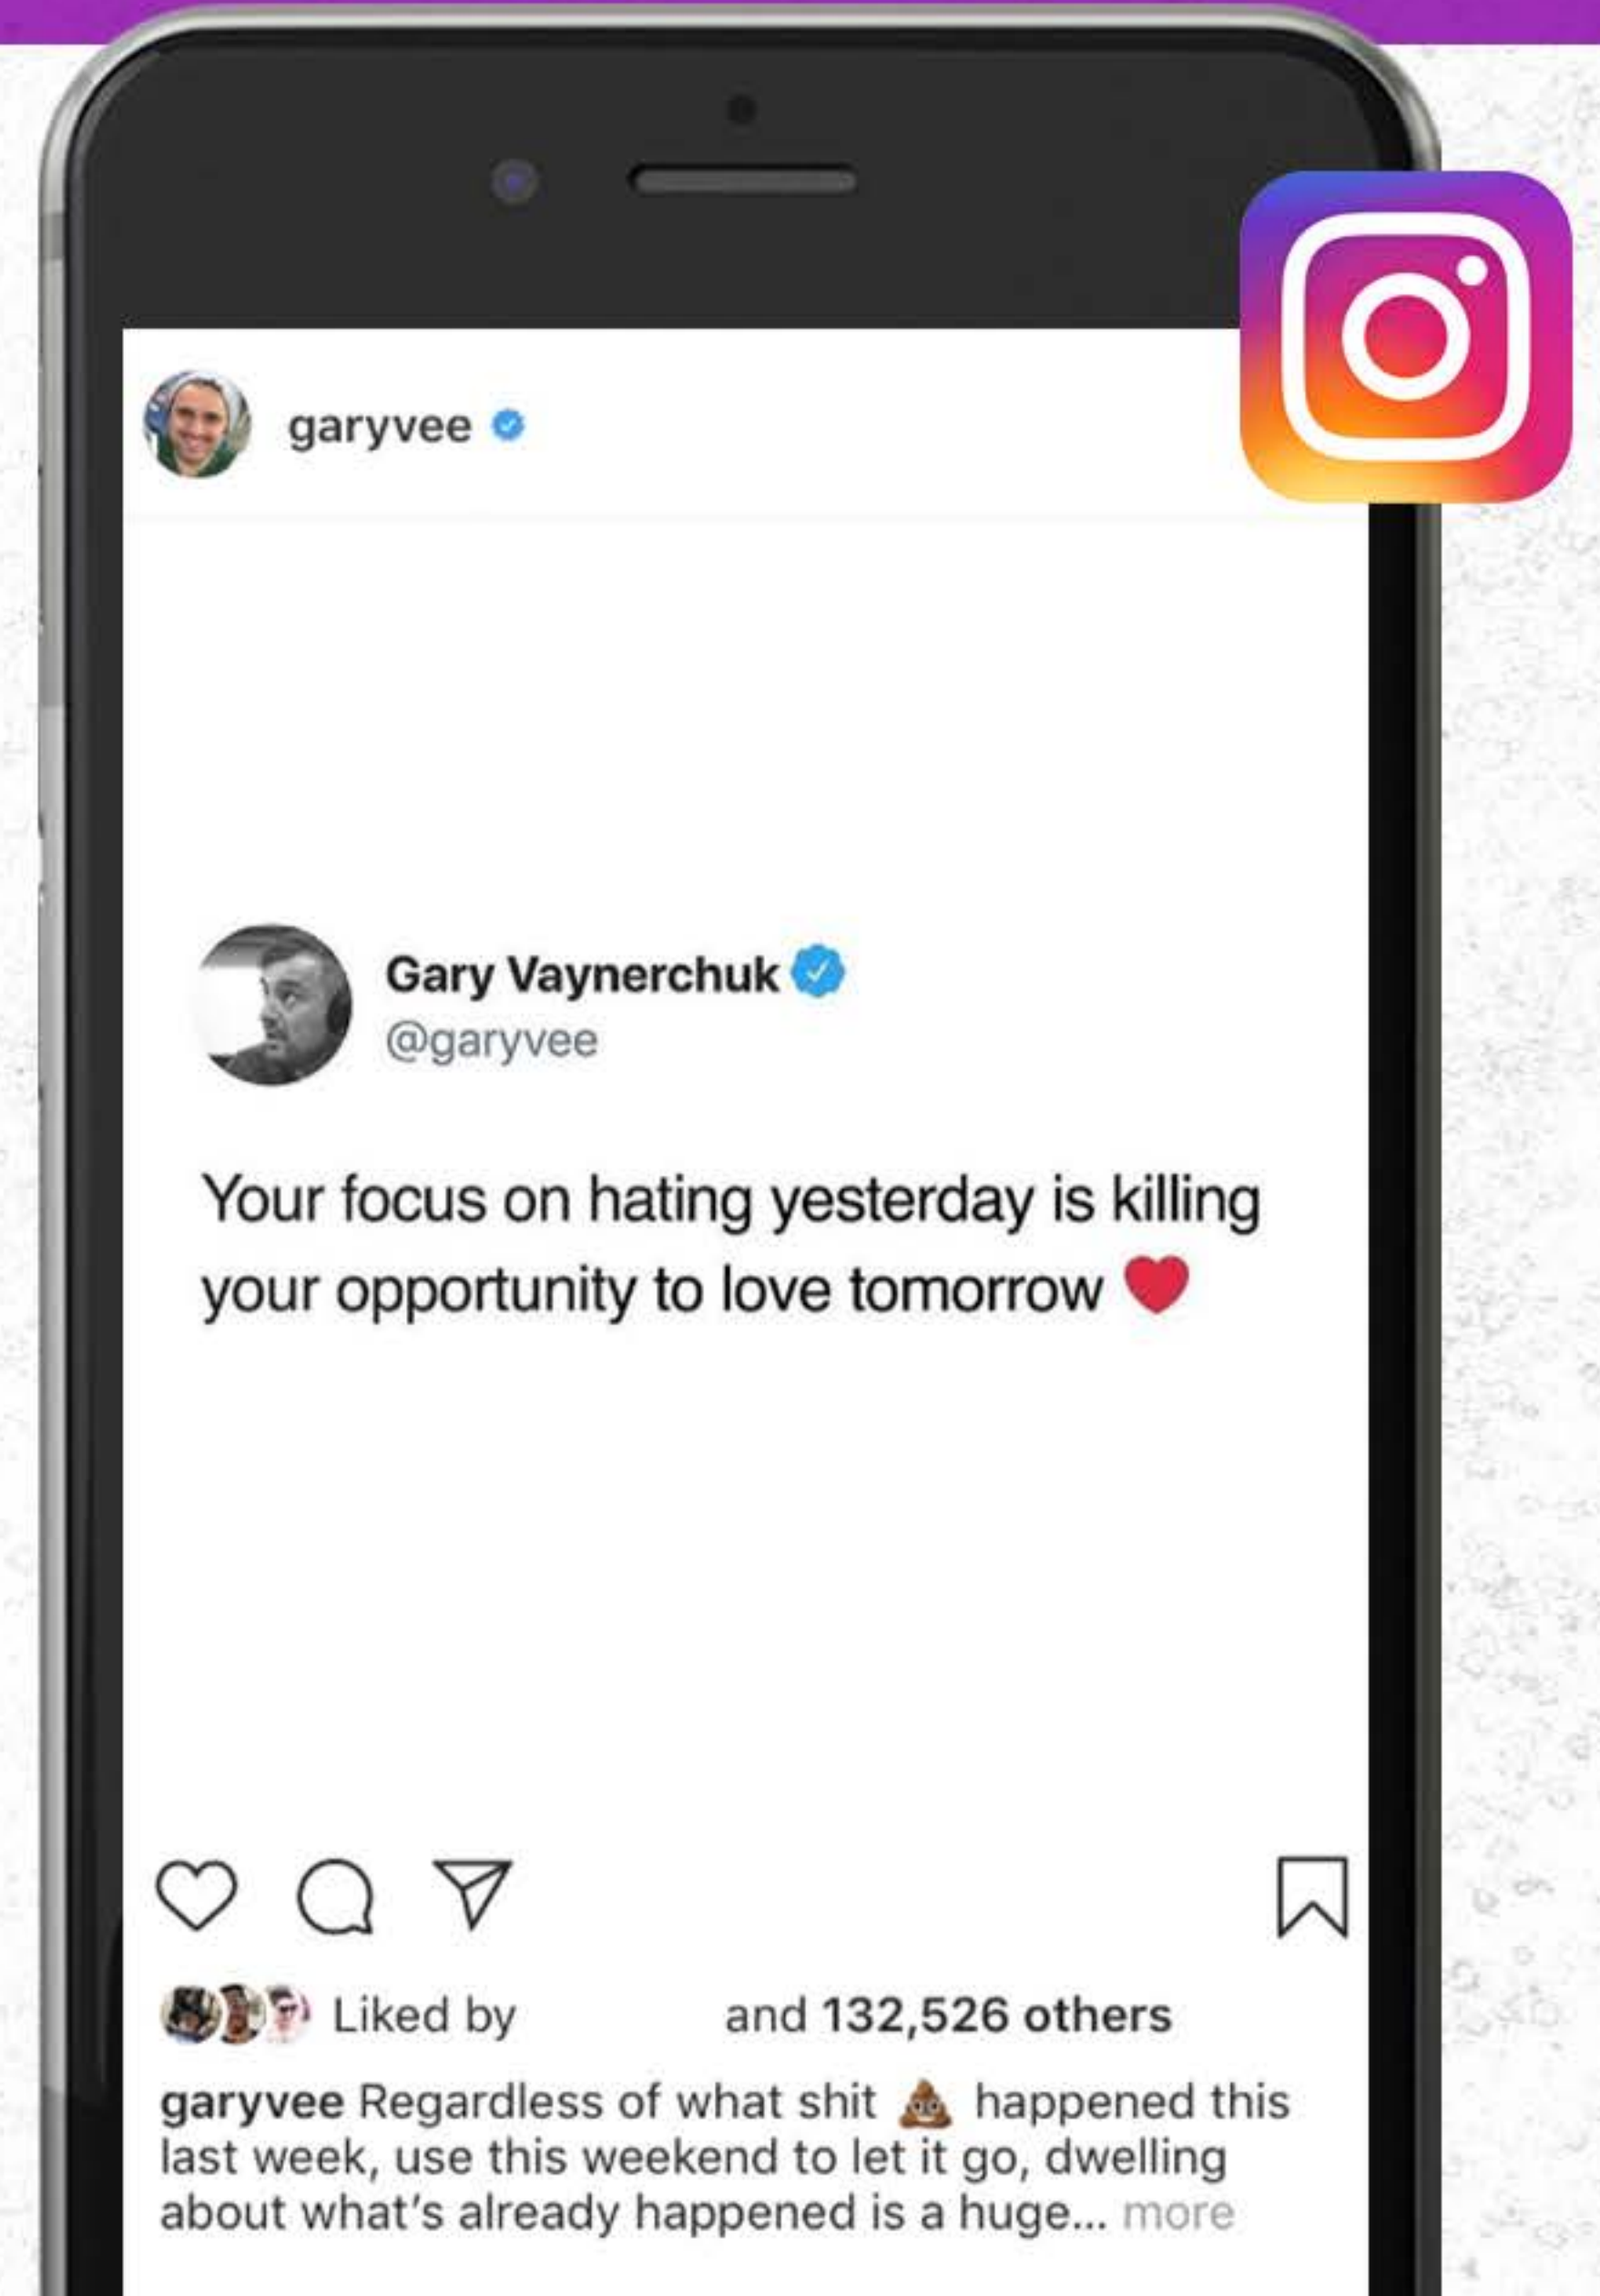 garyvee
Gary Vaynerchuk
@garyvee
Your focus on hating yesterday is killing
your opportunity to love tomorrow ❤️
Liked by and 132,526 others
garyvee Regardless of what shit 💩 happened this
last week, use this weekend to let it go, dwelling
about what's already happened is a huge... more